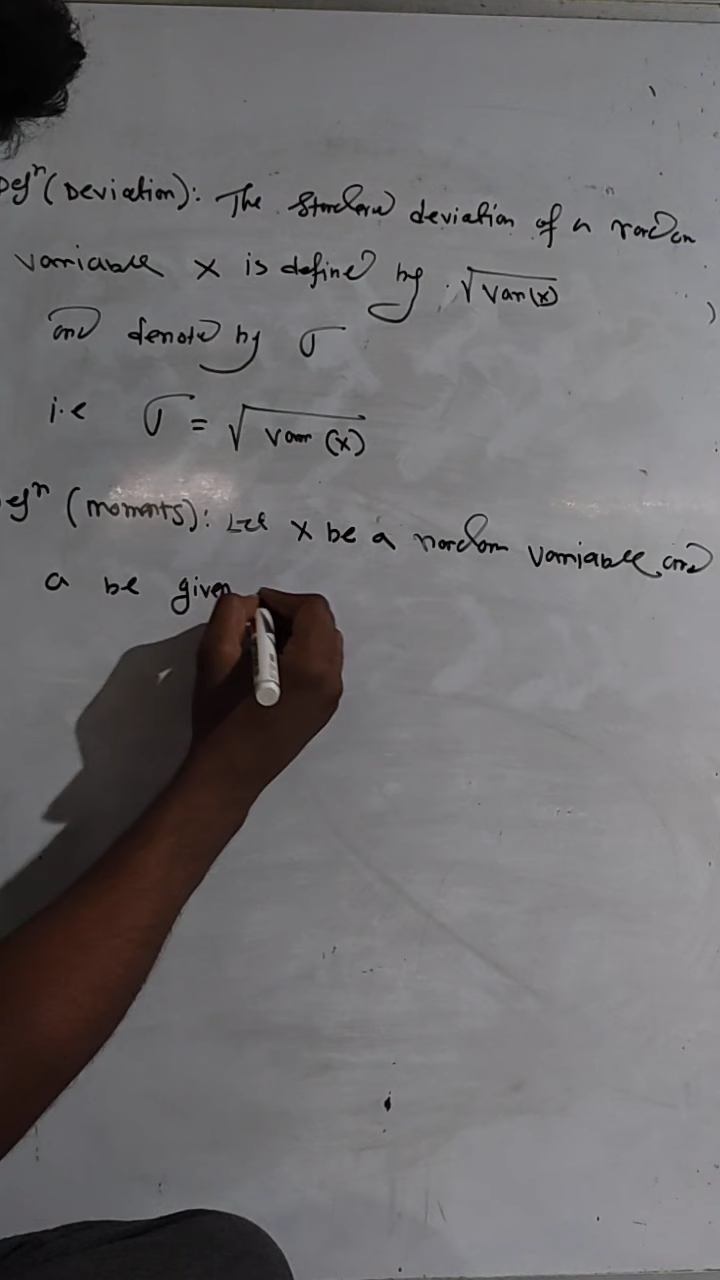 Defⁿ (Deviation): The Standard deviation of a random
variable X is defined by √Var(x)
and denoted by σ
i.e σ = √Var (x)
Defⁿ (moments): Let X be a random variable and
a be given